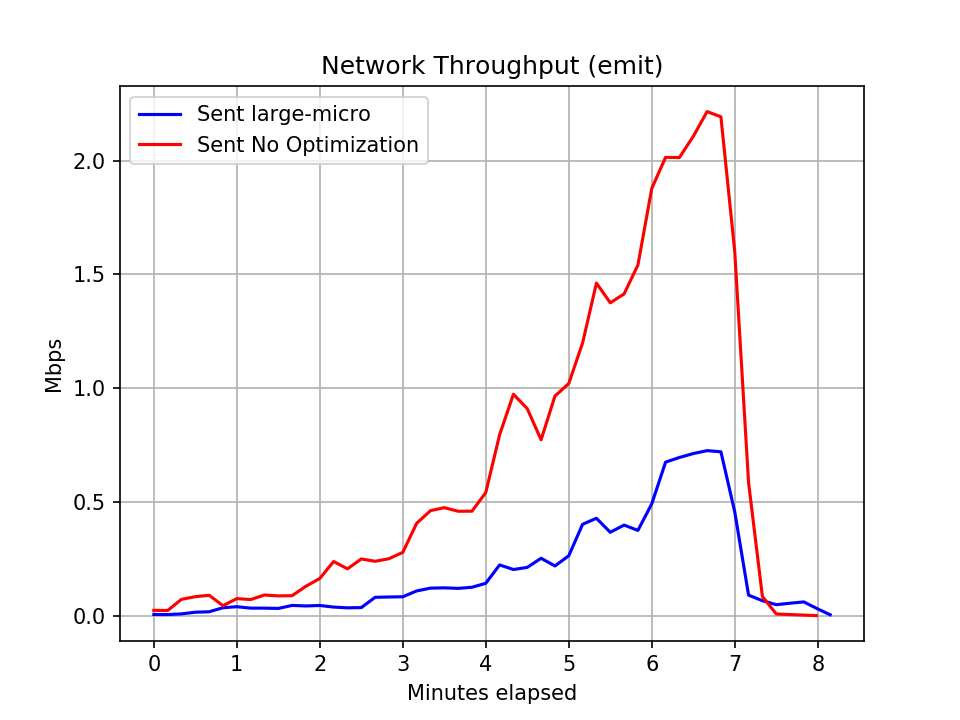 Network Throughput (emit)
Sent large-micro
Sent No Optimization
2.0
1.5
1.0
0.5
0.0
Mbps
0 1 2 3 4 5 6 7 8
Minutes elapsed